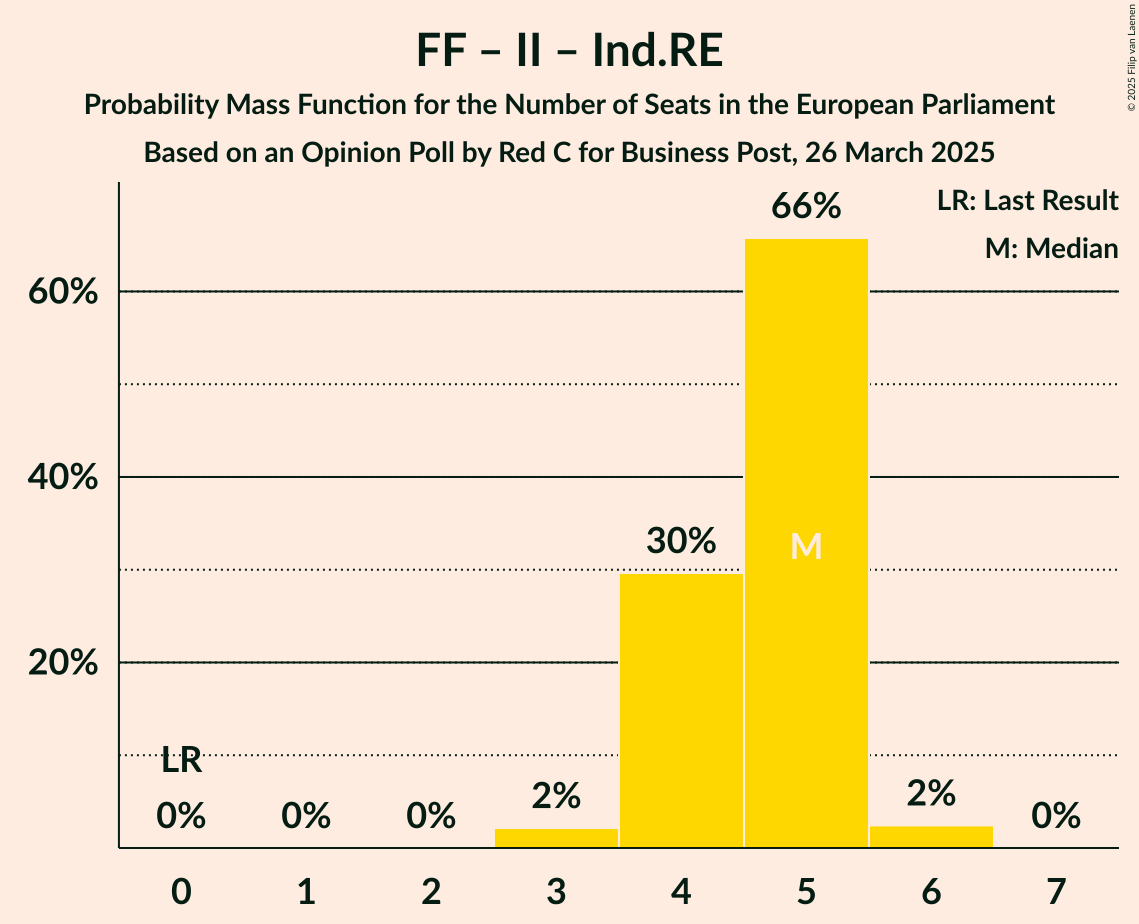 FF – II – Ind.RE
Probability Mass Function for the Number of Seats in the European Parliament
Based on an Opinion Poll by Red C for Business Post, 26 March 2025
© 2025 Filip van Laenen
LR: Last Result
M: Median
66%
60%
40%
30%
M
20%
LR
0%
0%
0%
2%
2%
0%
0
1
2
3
4
5
6
7